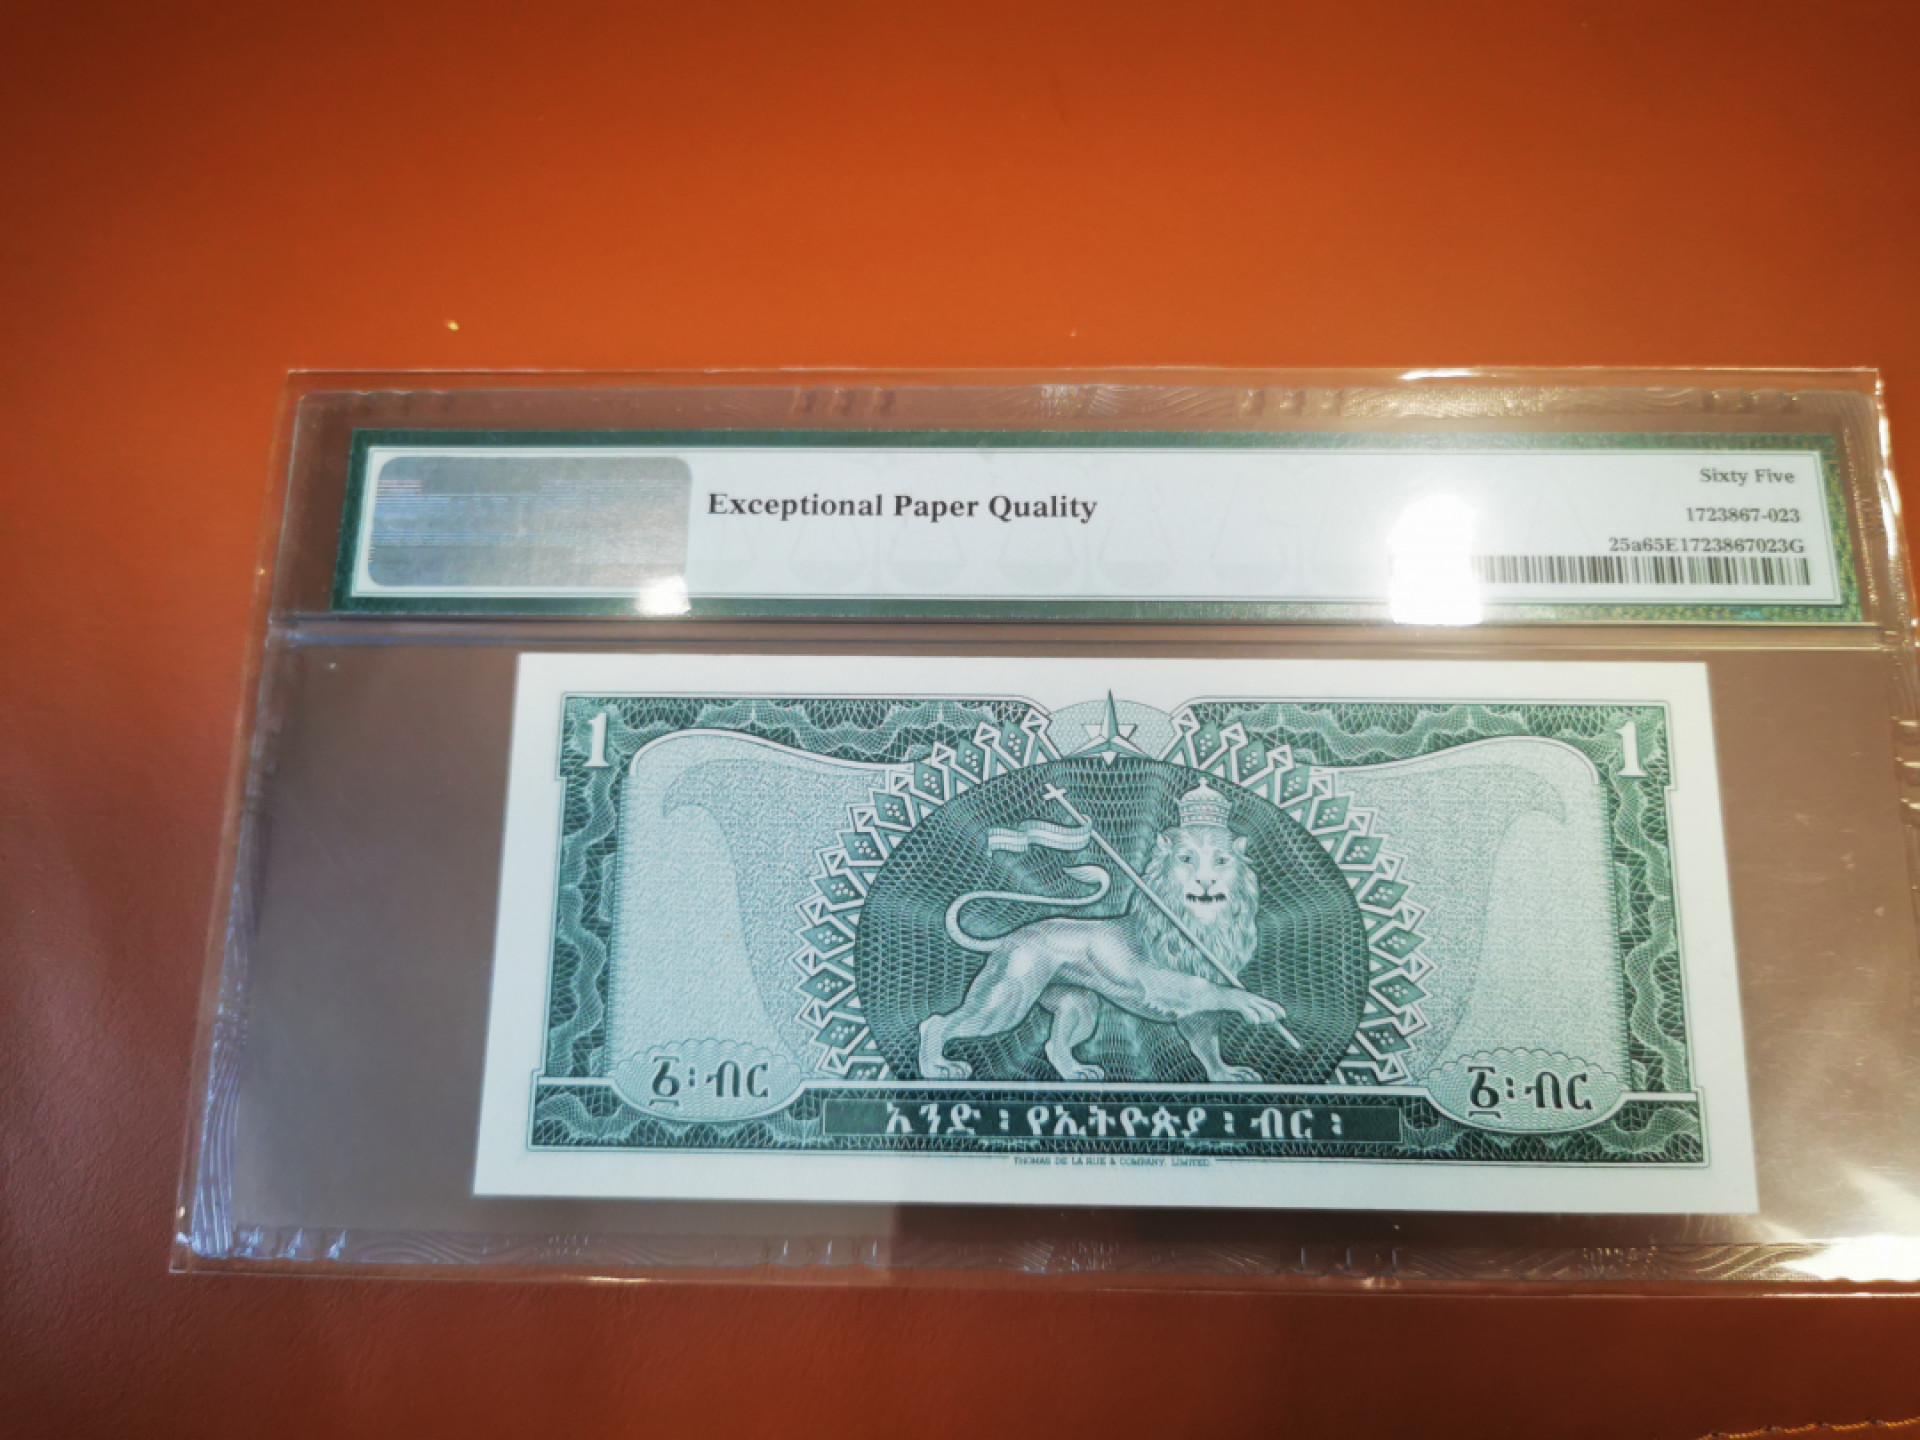 Exceptional Paper Quality
Sixty Five
1723867-023
25a65E1723867023G
1
1
፩፡ብር
፩፡ብር
አንድ ፡ የኢትዮጵያ ፡ ብር ፡
THOMAS DE LA RUE & COMPANY, LIMITED.